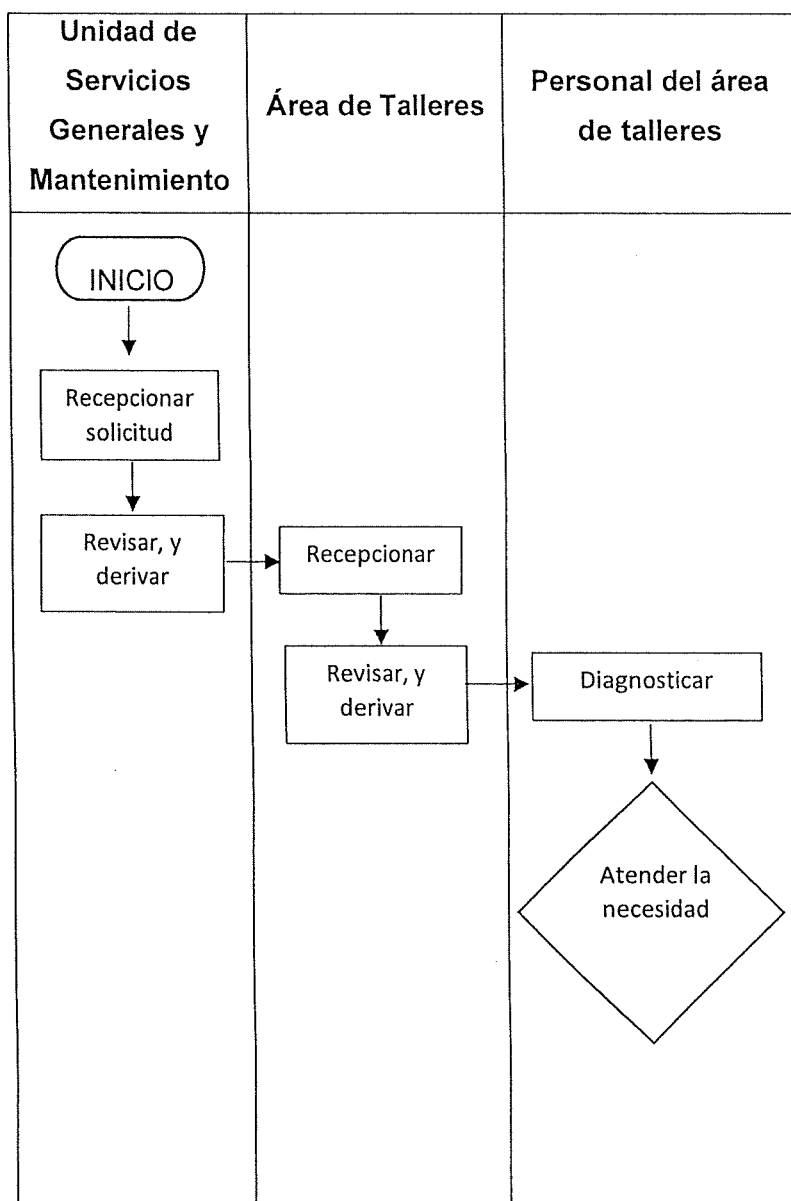 Unidad de
Servicios
Generales y
Mantenimiento
Área de Talleres
Personal del área
de talleres
INICIO
Recepcionar
solicitud
Revisar, y
derivar
Recepcionar
Revisar, y
derivar
Diagnosticar
Atender la
necesidad